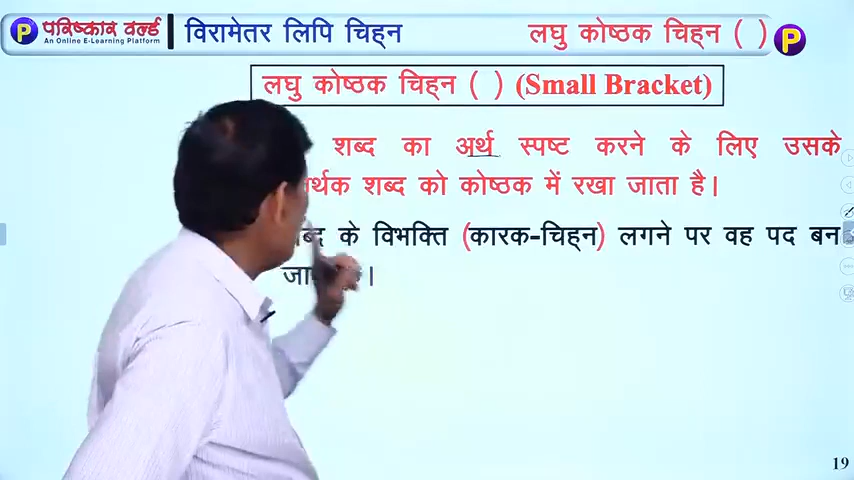 परिष्कार वर्ल्ड
An Online E-Learning Platform
विरामेतर लिपि चिह्न
लघु कोष्ठक चिह्न ( )
लघु कोष्ठक चिह्न ( ) (Small Bracket)
शब्द का अर्थ स्पष्ट करने के लिए उसके
शब्द को कोष्ठक में रखा जाता है।
के विभक्ति (कारक-चिह्न) लगने पर वह पद बन
।
19